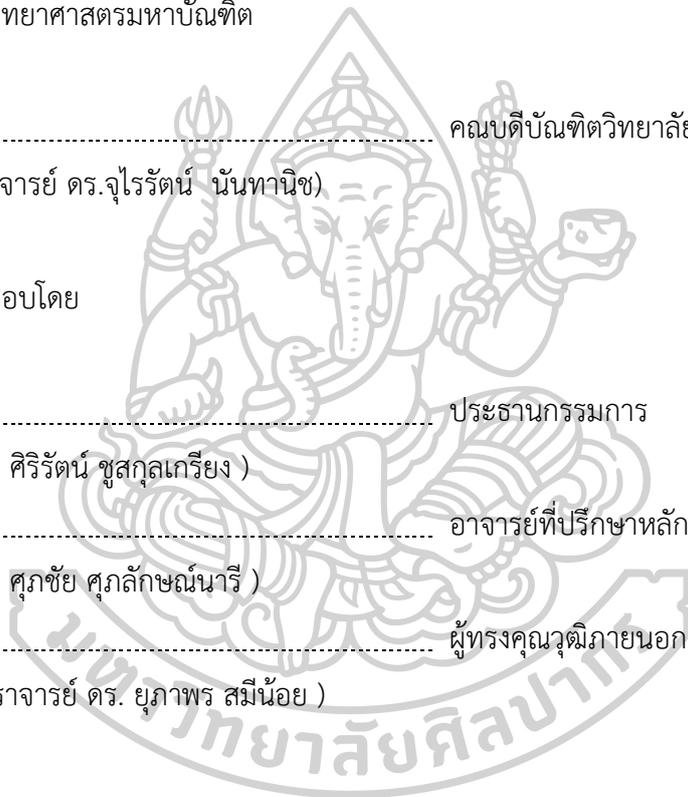 ทยาศาสตรมหาบัณฑิต
คณบดีบัณฑิตวิทยาลัย
จารย์ ดร.จุไรรัตน์ นันทานิช)
อบโดย
ประธานกรรมการ
ศิริรัตน์ ชูสกุลเกรียง )
อาจารย์ที่ปรึกษาหลัก
ศุภชัย ศุภลักษณ์นารี )
ผู้ทรงคุณวุฒิภายนอก
ราจารย์ ดร. ยุภาพร สมีน้อย )
มหาวิทยาลัยศิลปากร